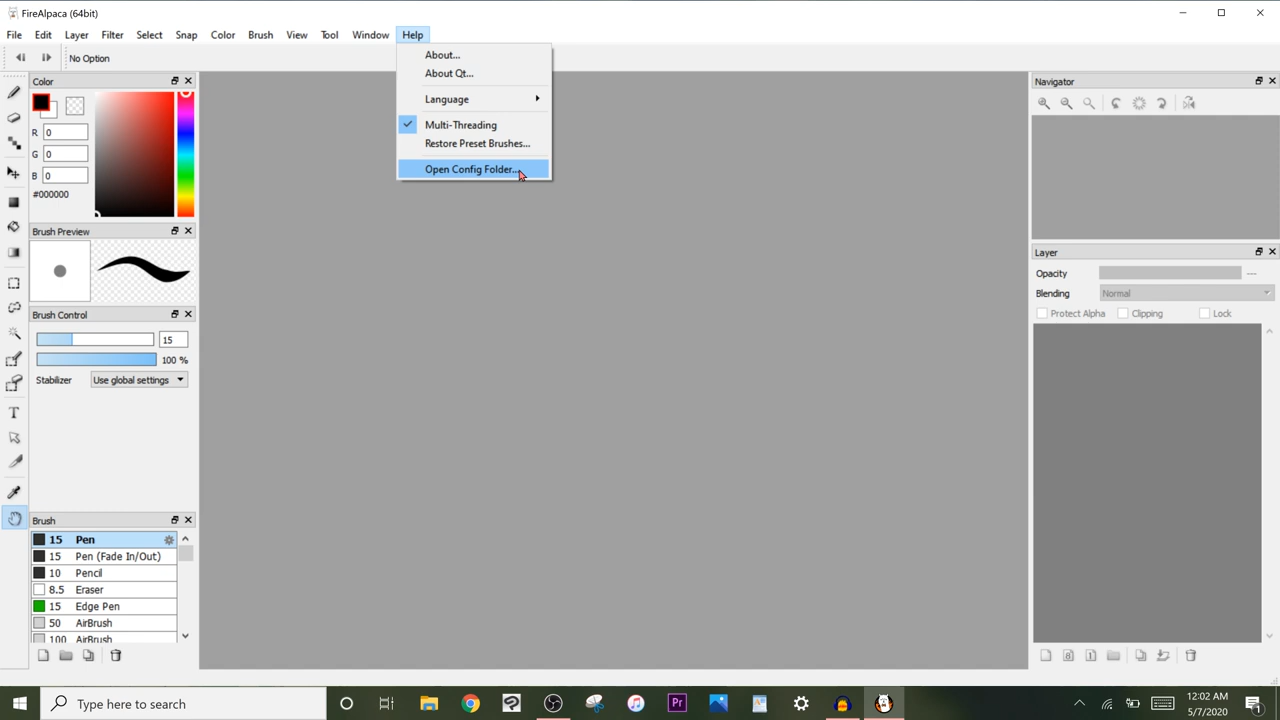 FireAlpaca (64bit)
File Edit Layer Filter Select Snap Color Brush View Tool Window Help
No Option
About...
About Qt...
Language
Multi-Threading
Restore Preset Brushes...
Open Config Folder...
Color
R 0
G 0
B 0
#000000
Brush Preview
Brush Control
15
100 %
Stabilizer Use global settings
Brush
15 Pen
15 Pen (Fade In/Out)
10 Pencil
8.5 Eraser
15 Edge Pen
50 AirBrush
100 AirBrush
Navigator
Layer
Opacity ---
Blending Normal
Protect Alpha Clipping Lock
8 1
T
Type here to search
Pr
12:02 AM
5/7/2020
1